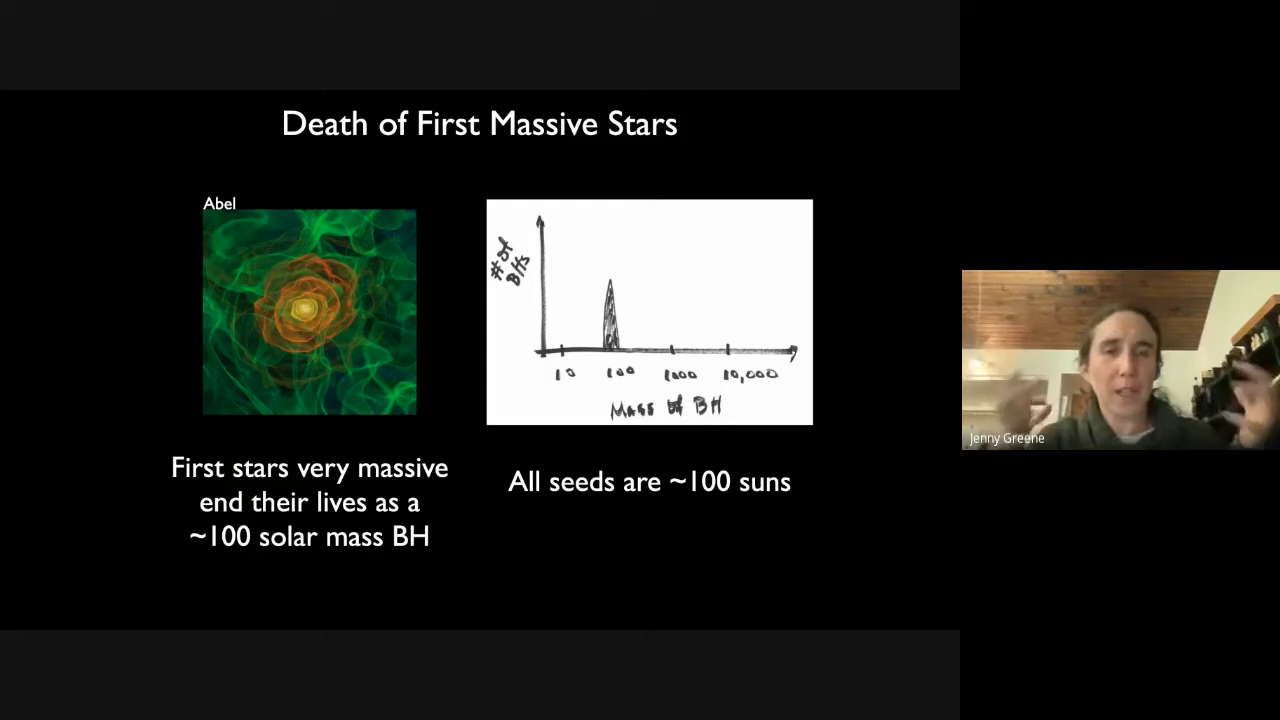 Death of First Massive Stars
Abel
# of
BHs
10 100 1000 10,000
Mass of BH
First stars very massive
end their lives as a
~100 solar mass BH
All seeds are ~100 suns
Jenny Greene